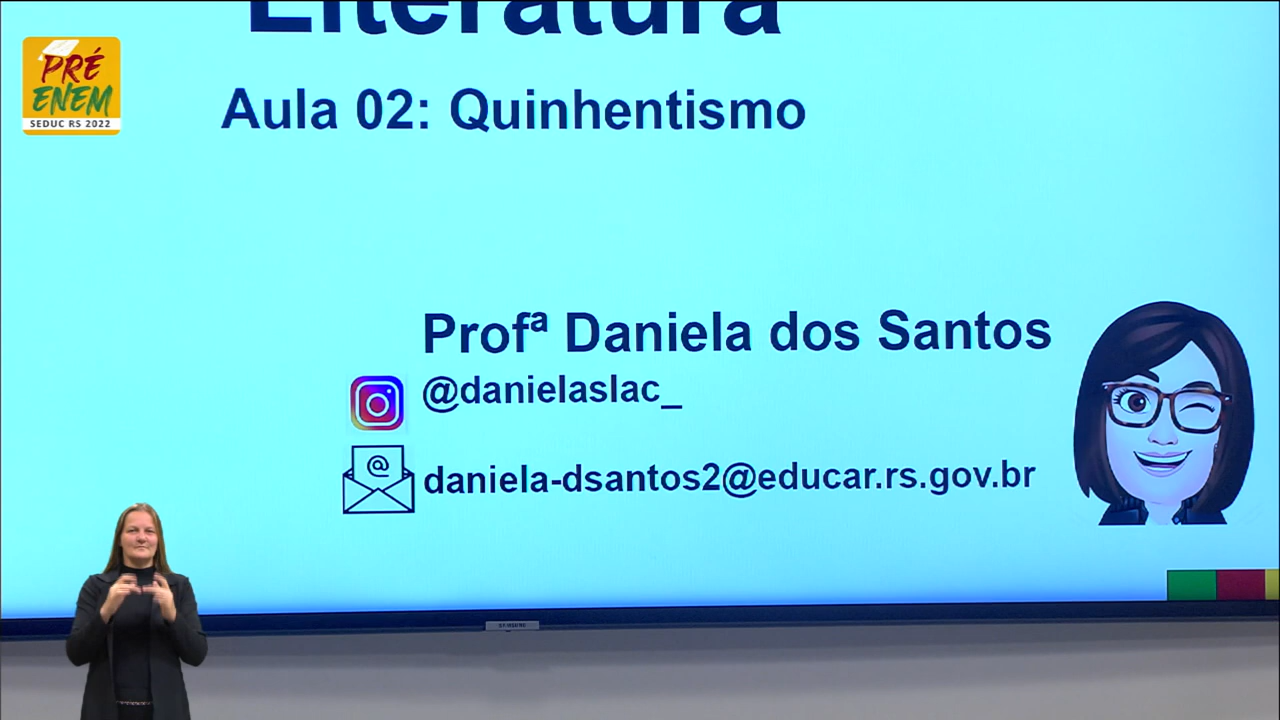 Literatura
PRÉ
ENEM
SEDUC RS 2022
Aula 02: Quinhentismo
Profª Daniela dos Santos
@danielaslac_
@
daniela-dsantos2@educar.rs.gov.br